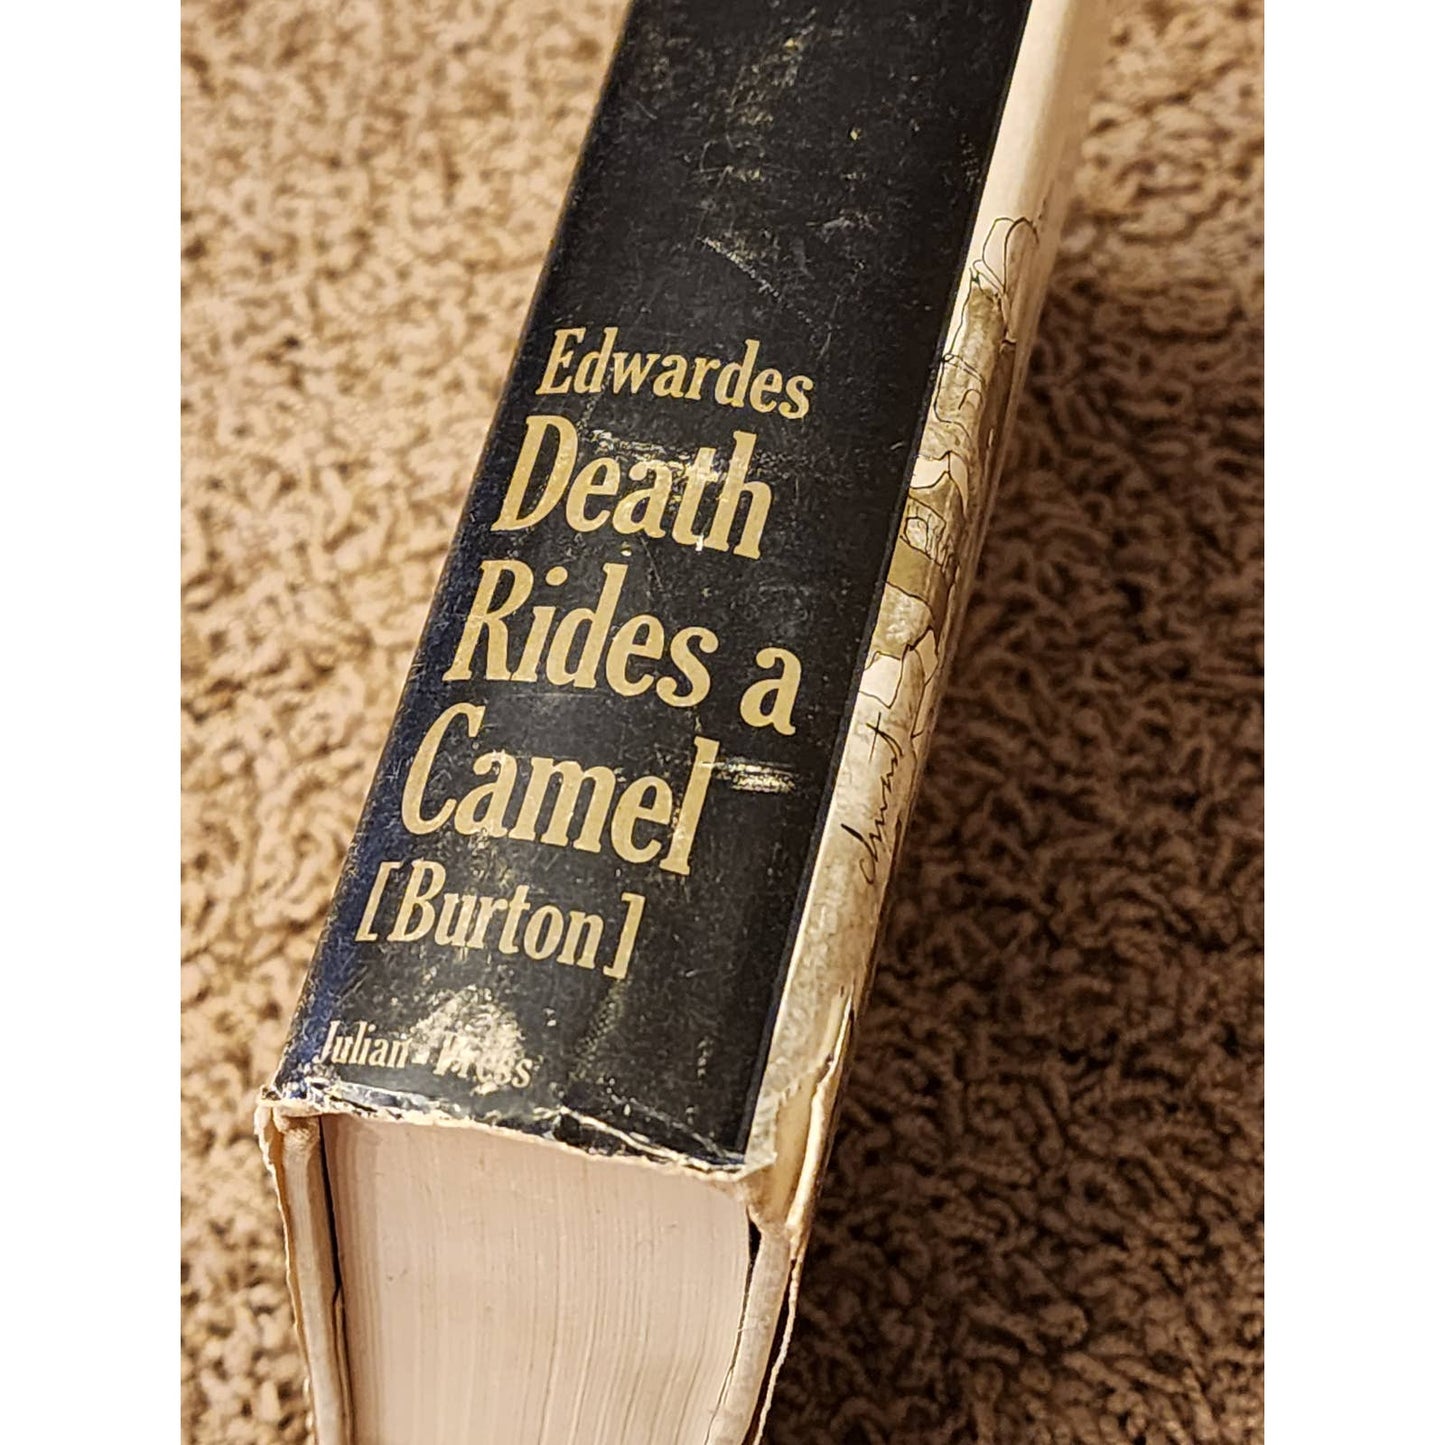 Edwardes
Death
Rides a
Camel
[Burton]
Julian · Press